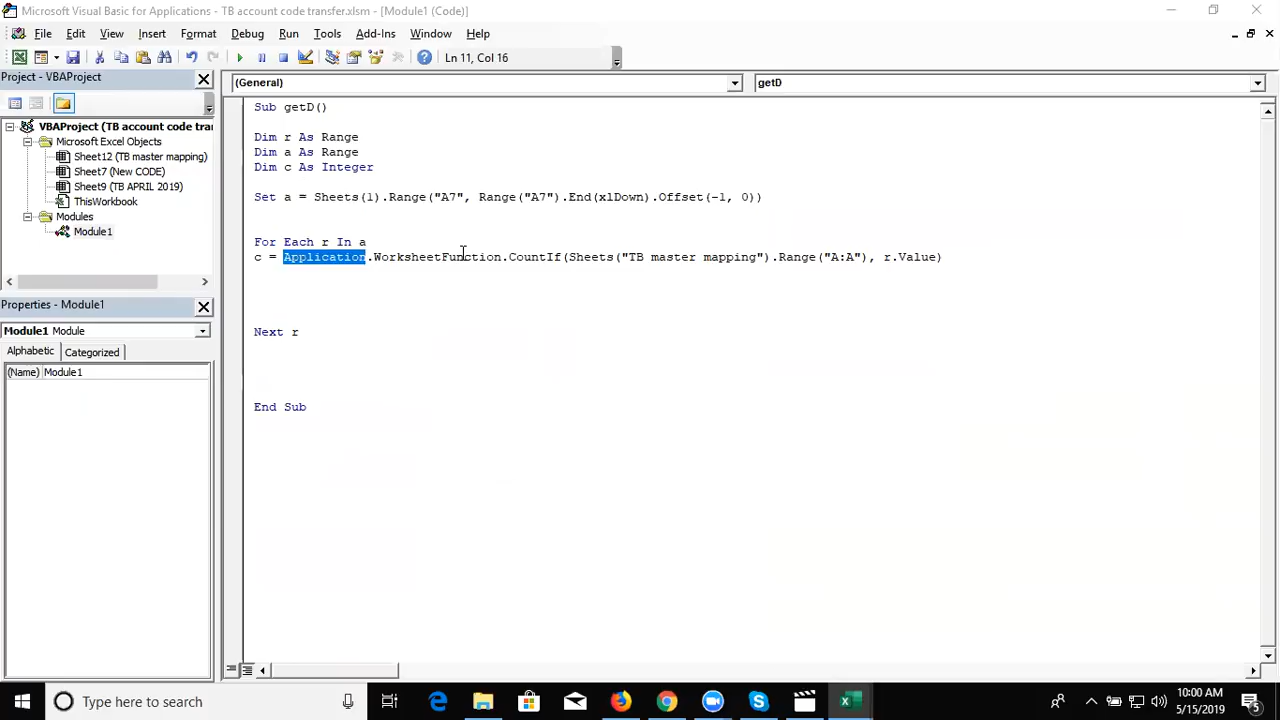 Microsoft Visual Basic for Applications - TB account code transfer.xlsm - [Module1 (Code)]
File Edit View Insert Format Debug Run Tools Add-Ins Window Help
Ln 11, Col 16
Project - VBAProject
(General)
getD
VBAProject (TB account code tran
Microsoft Excel Objects
Sheet12 (TB master mapping)
Sheet7 (New CODE)
Sheet9 (TB APRIL 2019)
ThisWorkbook
Modules
Module1
Properties - Module1
Module1 Module
Alphabetic Categorized
(Name) Module1
Sub getD()
Dim r As Range
Dim a As Range
Dim c As Integer
Set a = Sheets(1).Range("A7", Range("A7").End(xlDown).Offset(-1, 0))
For Each r In a
c = Application.WorksheetFunction.CountIf(Sheets("TB master mapping").Range("A:A"), r.Value)
Next r
End Sub
Type here to search
10:00 AM
5/15/2019
5